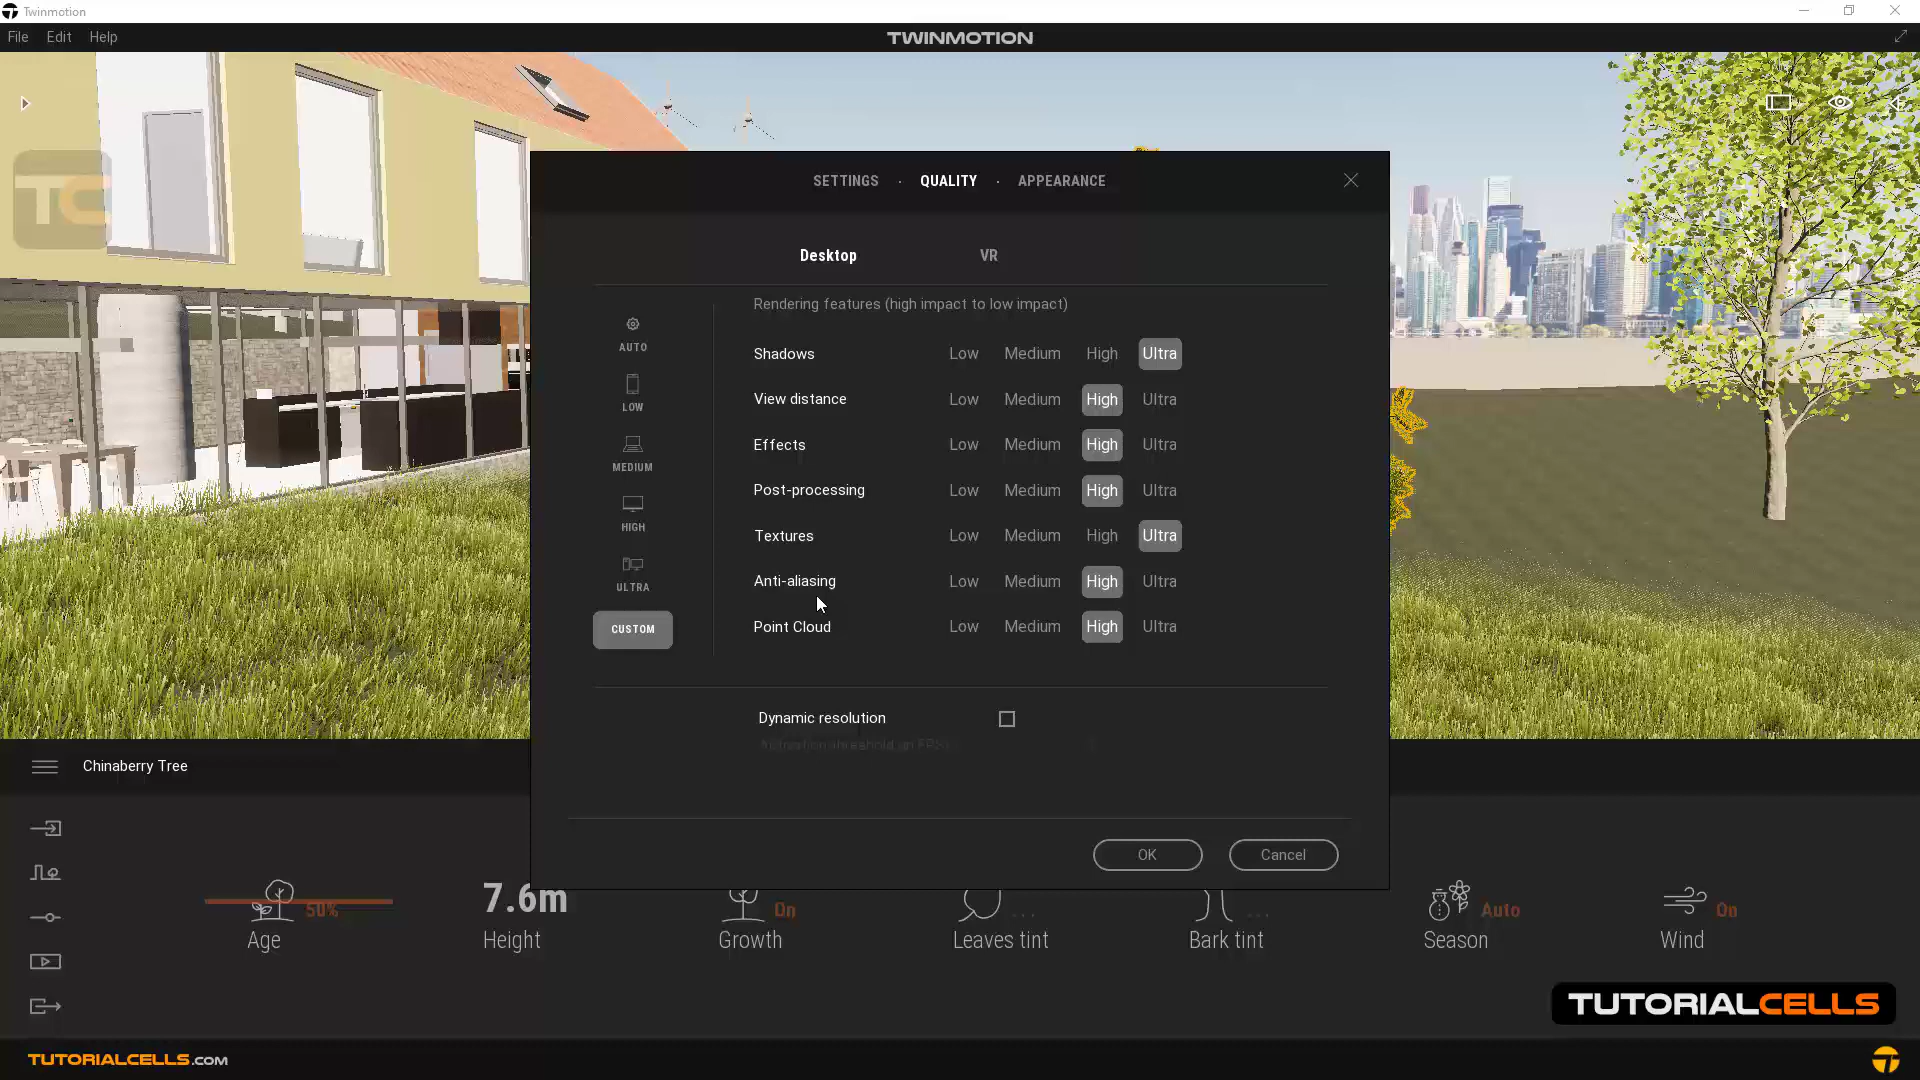 Twinmotion
File Edit Help
TWINMOTION
TC
SETTINGS · QUALITY · APPEARANCE
Desktop VR
Rendering features (high impact to low impact)
AUTO
LOW
MEDIUM
HIGH
ULTRA
CUSTOM
Shadows Low Medium High Ultra
View distance Low Medium High Ultra
Effects Low Medium High Ultra
Post-processing Low Medium High Ultra
Textures Low Medium High Ultra
Anti-aliasing Low Medium High Ultra
Point Cloud Low Medium High Ultra
Dynamic resolution
OK Cancel
Chinaberry Tree
50% 7.6m On ... ... Auto On
Age Height Growth Leaves tint Bark tint Season Wind
TUTORIALCELLS
TUTORIALCELLS.COM